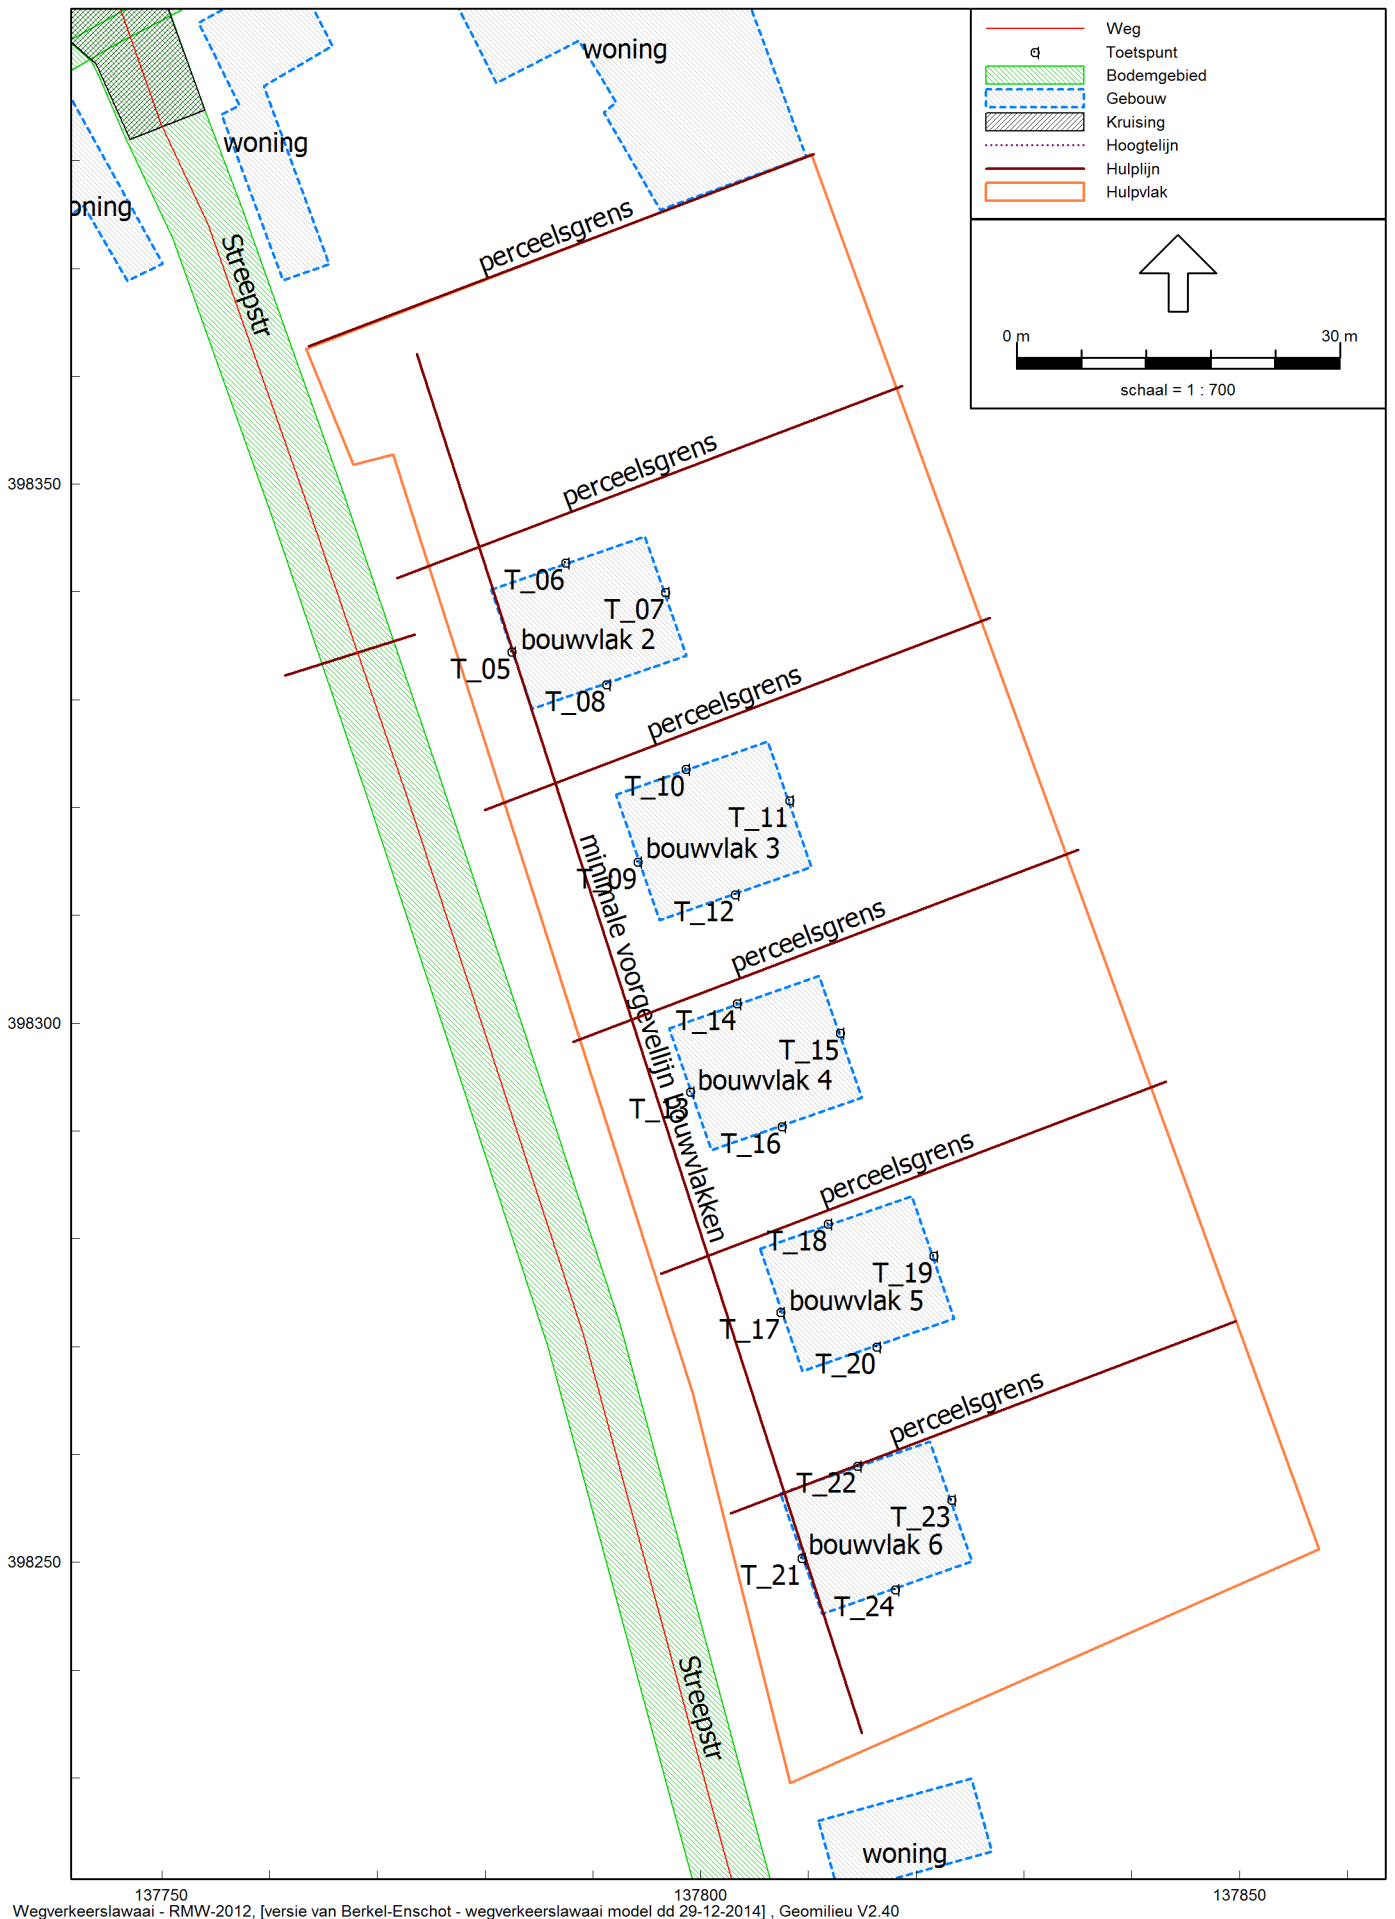 Weg
Toetspunt
Bodemgebied
Gebouw
Kruising
Hoogtelijn
Hulplijn
Hulpvlak
0 m
30 m
schaal = 1 : 700
woning
woning
oning
Streepstr
perceelsgrens
perceelsgrens
398350
T_06
T_07
bouwvlak 2
T_05
T_08
perceelsgrens
T_10
T_11
bouwvlak 3
T_09
T_12
minimale voorgevellijn bouwvlakken
perceelsgrens
398300
T_14
T_15
bouwvlak 4
T_13
T_16
perceelsgrens
T_18
T_19
bouwvlak 5
T_17
T_20
perceelsgrens
T_22
T_23
bouwvlak 6
398250
T_21
T_24
Streepstr
woning
137750
137800
137850
Wegverkeerslawaai - RMW-2012, [versie van Berkel-Enschot - wegverkeerslawaai model dd 29-12-2014] , Geomilieu V2.40